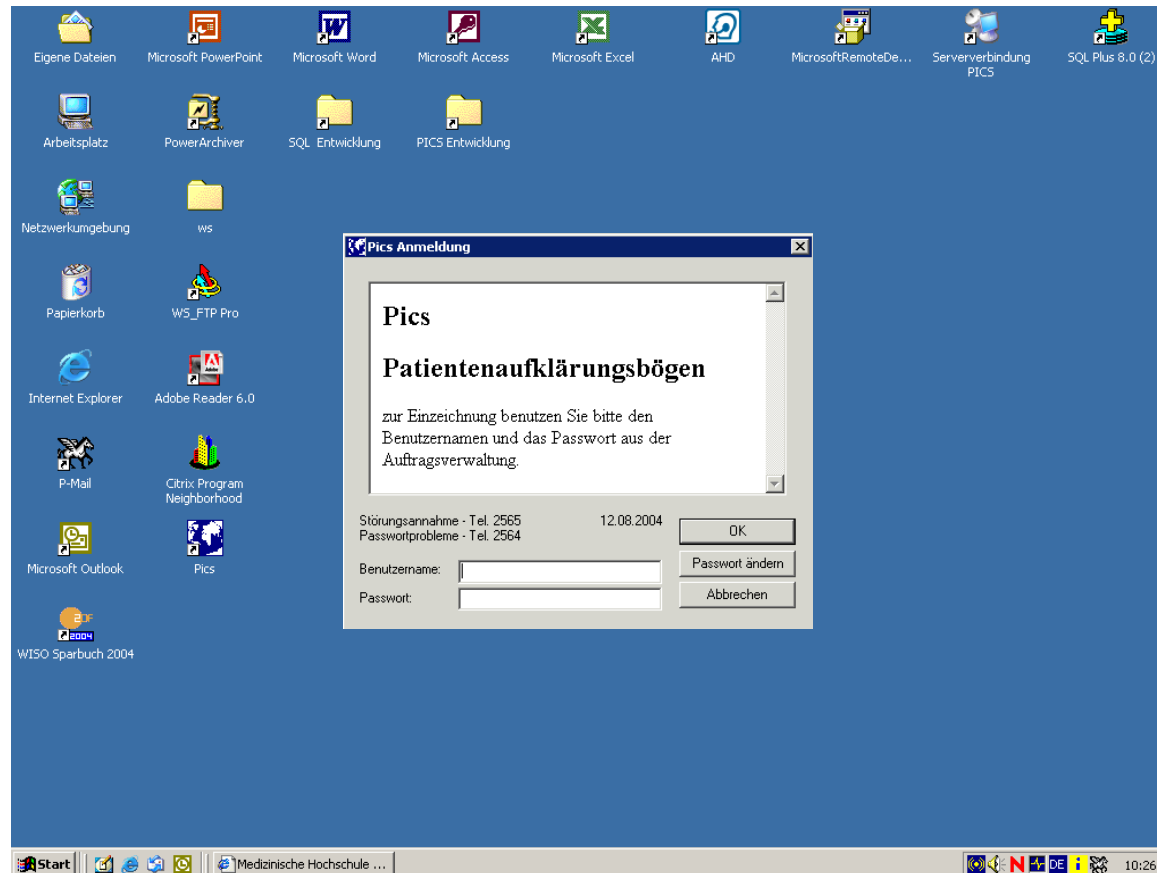 Eigene Dateien
Microsoft PowerPoint
Microsoft Word
Microsoft Access
Microsoft Excel
AHD
MicrosoftRemoteDe...
Serververbindung
PICS
SQL Plus 8.0 (2)
Arbeitsplatz
PowerArchiver
SQL Entwicklung
PICS Entwicklung
Netzwerkumgebung
ws
Papierkorb
WS_FTP Pro
Internet Explorer
Adobe Reader 6.0
P-Mail
Citrix Program
Neighborhood
Microsoft Outlook
Pics
ZDF
2004
WISO Sparbuch 2004
Pics Anmeldung
Pics
Patientenaufklärungsbögen
zur Einzeichnung benutzen Sie bitte den
Benutzernamen und das Passwort aus der
Auftragsverwaltung.
Störungsannahme - Tel. 2565
12.08.2004
Passwortprobleme - Tel. 2564
OK
Benutzername:
Passwort ändern
Passwort:
Abbrechen
Start
Medizinische Hochschule ...
N
DE
i
10:26